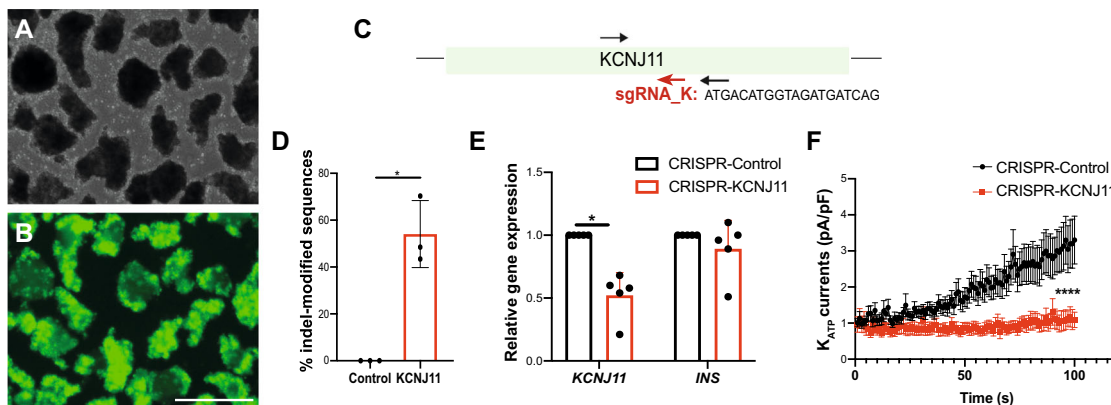 A
B
C
KCNJ11
sgRNA_K: ATGACATGGTAGATGATCAG
D
% indel-modified sequences
80
60
40
20
0
*
Control KCNJ11
E
CRISPR-Control
CRISPR-KCNJ11
Relative gene expression
1.5
1.0
0.5
0.0
*
KCNJ11
INS
F
CRISPR-Control
CRISPR-KCNJ11
KATP currents (pA/pF)
5
4
3
2
1
0
****
0
50
100
Time (s)